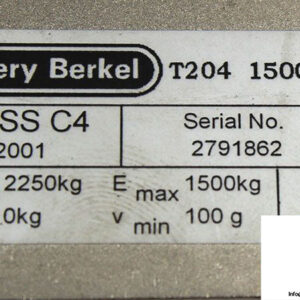 ery Berkel T204 1500
SS C4 Serial No.
2001 2791862
2250kg E max 1500kg
0kg v min 100 g